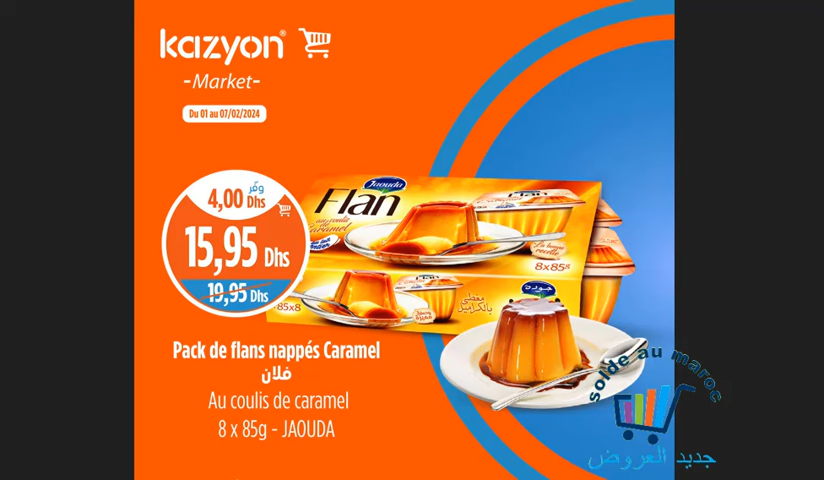 kazyon®
-Market-
Du 01 au 07/02/2024
وفّر
4,00 Dhs
15,95 Dhs
19,95 Dhs
Jaouda
Flan
au coulis
de
Caramel
La bonne
recette
8x85g
Flan
جودة
مغطى
بالكراميل
85x8
Pack de flans nappés Caramel
فلان
Au coulis de caramel
8 x 85g - JAOUDA
solde au maroc
جديد العروض